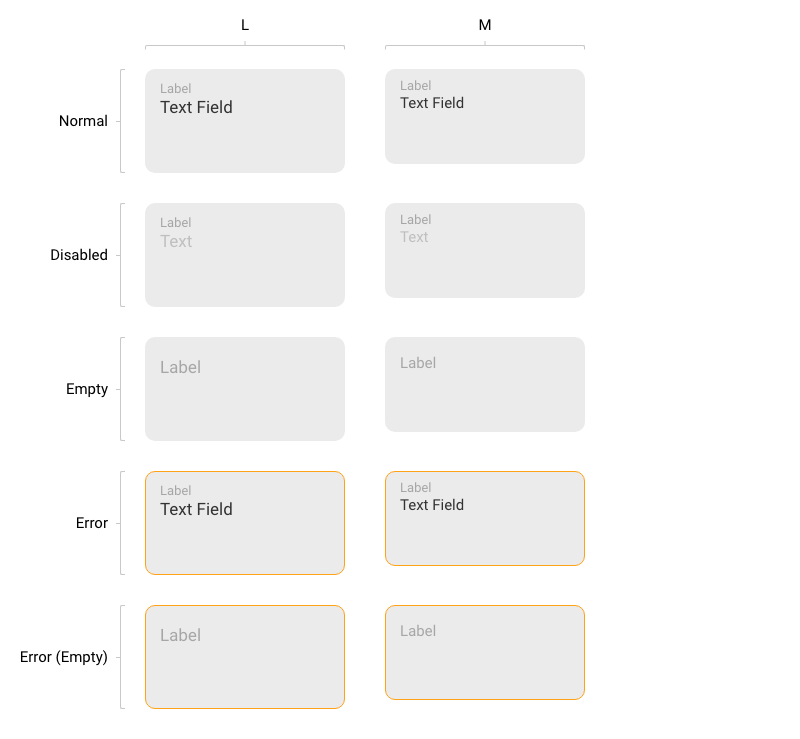 L
M
Normal
Label
Text Field
Label
Text Field
Disabled
Label
Text
Label
Text
Empty
Label
Label
Error
Label
Text Field
Label
Text Field
Error (Empty)
Label
Label